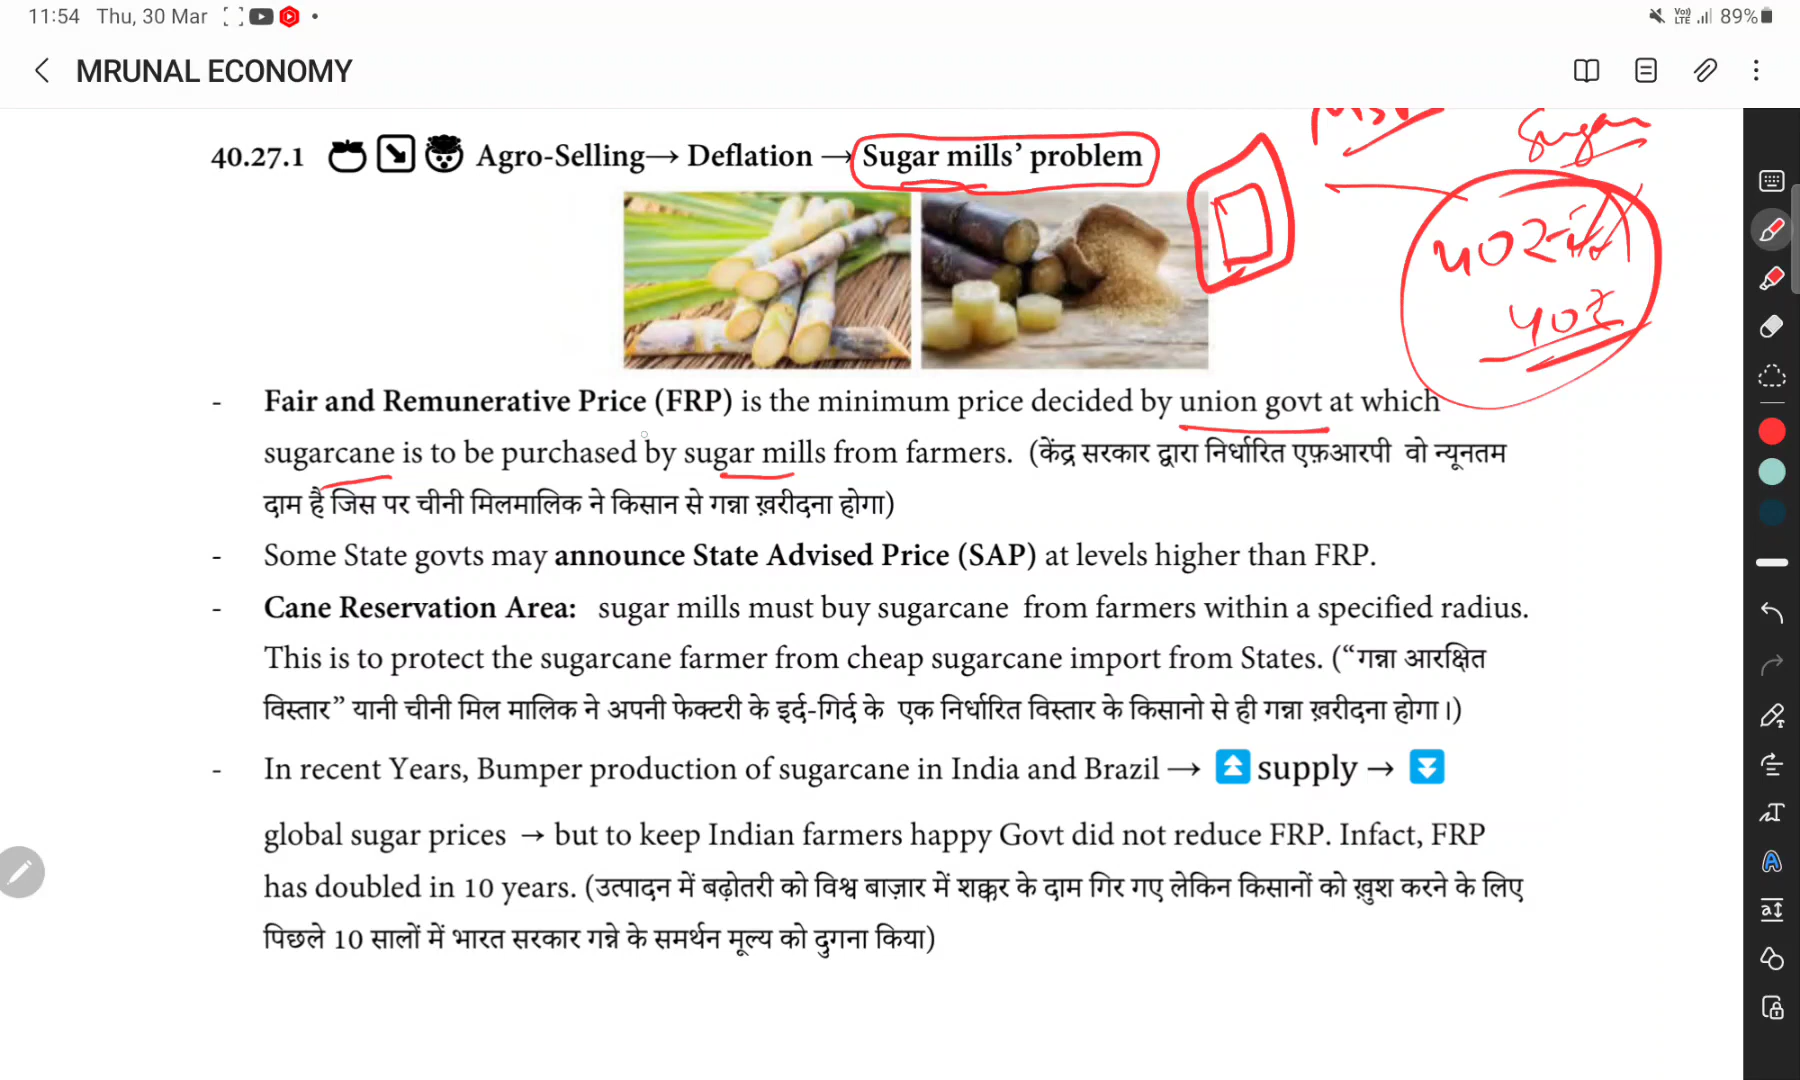 11:54 Thu, 30 Mar
89%
MRUNAL ECONOMY
40.27.1 Agro-Selling→ Deflation → Sugar mills’ problem
Sugar
40₹
- Fair and Remunerative Price (FRP) is the minimum price decided by union govt at which
sugarcane is to be purchased by sugar mills from farmers. (केंद्र सरकार द्वारा निर्धारित एफ़आरपी वो न्यूनतम
दाम है जिस पर चीनी मिलमालिक ने किसान से गन्ना ख़रीदना होगा)
- Some State govts may announce State Advised Price (SAP) at levels higher than FRP.
- Cane Reservation Area: sugar mills must buy sugarcane from farmers within a specified radius.
This is to protect the sugarcane farmer from cheap sugarcane import from States. (“गन्ना आरक्षित
विस्तार” यानी चीनी मिल मालिक ने अपनी फेक्टरी के इर्द-गिर्द के एक निर्धारित विस्तार के किसानो से ही गन्ना ख़रीदना होगा।)
- In recent Years, Bumper production of sugarcane in India and Brazil → supply →
global sugar prices → but to keep Indian farmers happy Govt did not reduce FRP. Infact, FRP
has doubled in 10 years. (उत्पादन में बढ़ोतरी को विश्व बाज़ार में शक्कर के दाम गिर गए लेकिन किसानों को ख़ुश करने के लिए
पिछले 10 सालों में भारत सरकार गन्ने के समर्थन मूल्य को दुगना किया)